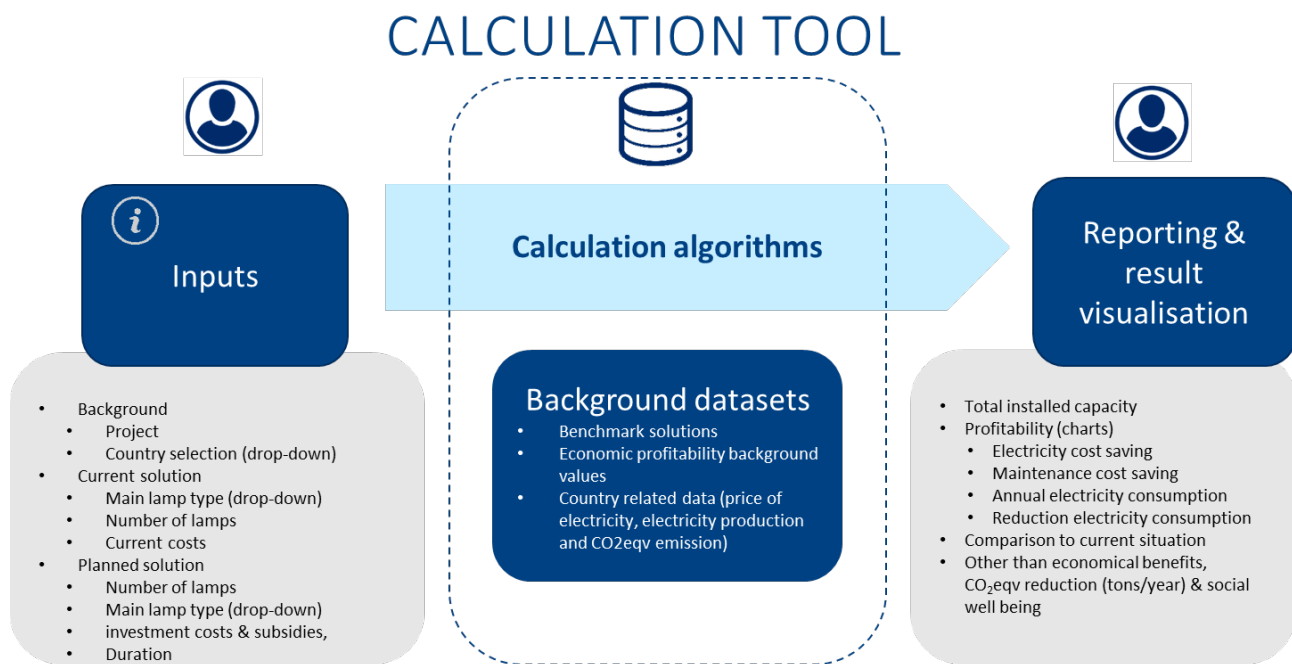 CALCULATION TOOL
i
Inputs
• Background
• Project
• Country selection (drop-down)
• Current solution
• Main lamp type (drop-down)
• Number of lamps
• Current costs
• Planned solution
• Number of lamps
• Main lamp type (drop-down)
• investment costs & subsidies,
• Duration
Calculation algorithms
Background datasets
• Benchmark solutions
• Economic profitability background
values
• Country related data (price of
electricity, electricity production
and CO2eqv emission)
Reporting &
result
visualisation
• Total installed capacity
• Profitability (charts)
• Electricity cost saving
• Maintenance cost saving
• Annual electricity consumption
• Reduction electricity consumption
• Comparison to current situation
• Other than economical benefits,
CO₂eqv reduction (tons/year) & social
well being